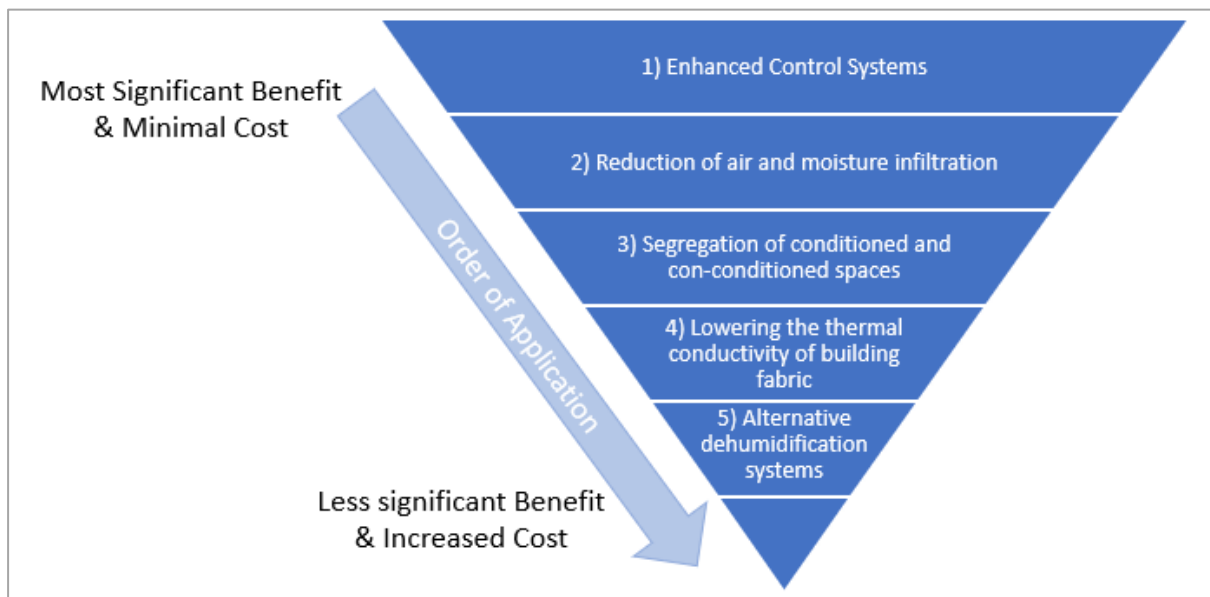 Most Significant Benefit
& Minimal Cost
1) Enhanced Control Systems
2) Reduction of air and moisture infiltration
3) Segregation of conditioned and
con-conditioned spaces
4) Lowering the thermal
conductivity of building
fabric
5) Alternative
dehumidification
systems
Order of Application
Less significant Benefit
& Increased Cost